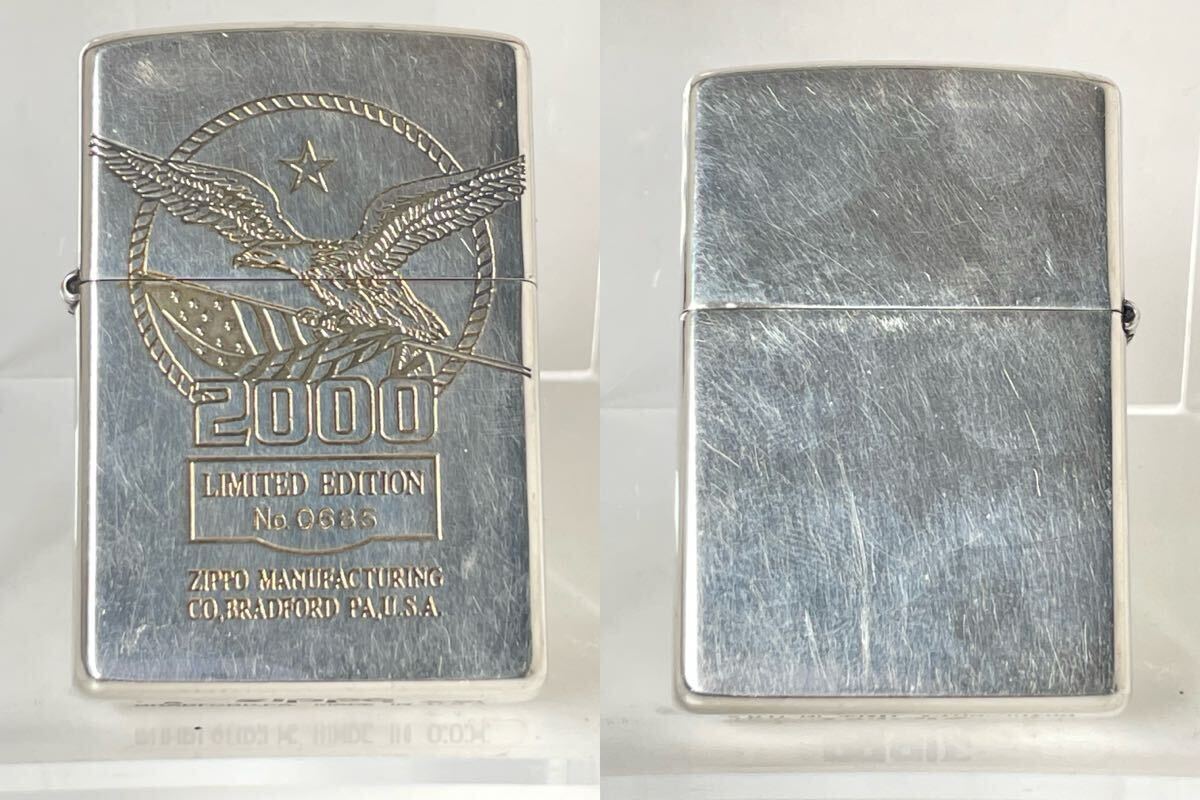 2000
LIMITED EDITION
No 0685
ZIPPO MANUFACTURING
CO,BRADFORD PA,U.S.A.